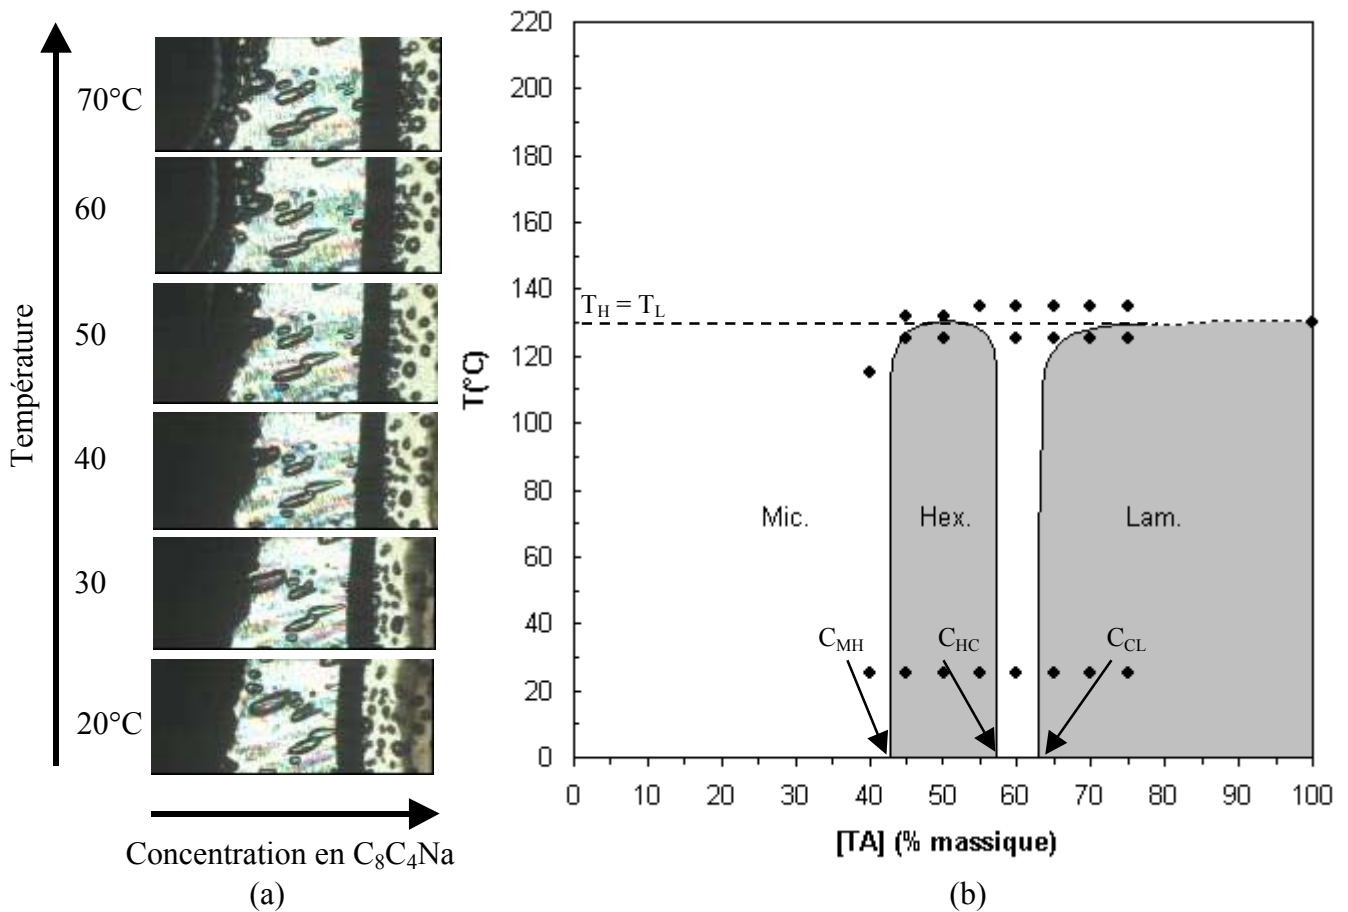 Température
70°C
60
50
40
30
20°C
Concentration en C₈C₄Na
(a)
T(°C)
220
200
180
160
140
120
100
80
60
40
20
0
T_H = T_L
Mic.
Hex.
Lam.
C_MH
C_HC
C_CL
0 10 20 30 40 50 60 70 80 90 100
[TA] (% massique)
(b)